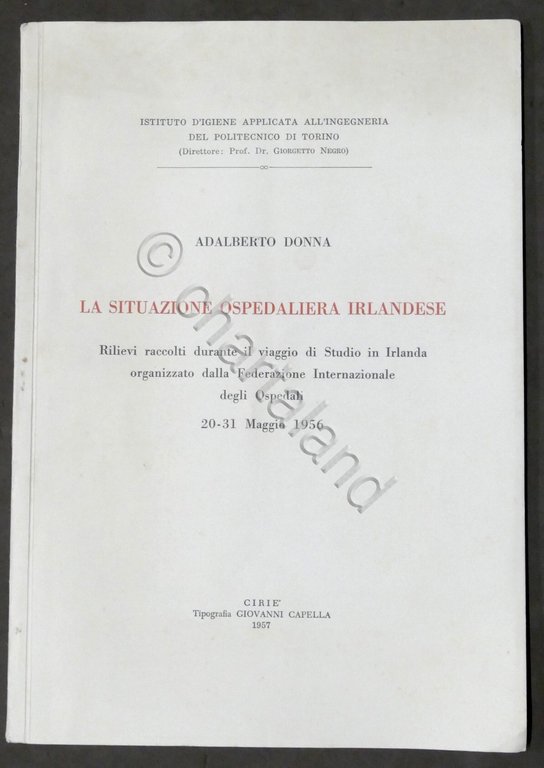 ISTITUTO D'IGIENE APPLICATA ALL'INGEGNERIA
DEL POLITECNICO DI TORINO
(Direttore: Prof. Dr. GIORGETTO NEGRO)
ADALBERTO DONNA
LA SITUAZIONE OSPEDALIERA IRLANDESE
Rilievi raccolti durante il viaggio di Studio in Irlanda
organizzato dalla Federazione Internazionale
degli Ospedali
20-31 Maggio 1956
CIRIE'
Tipografia GIOVANNI CAPELLA
1957
© chartaland